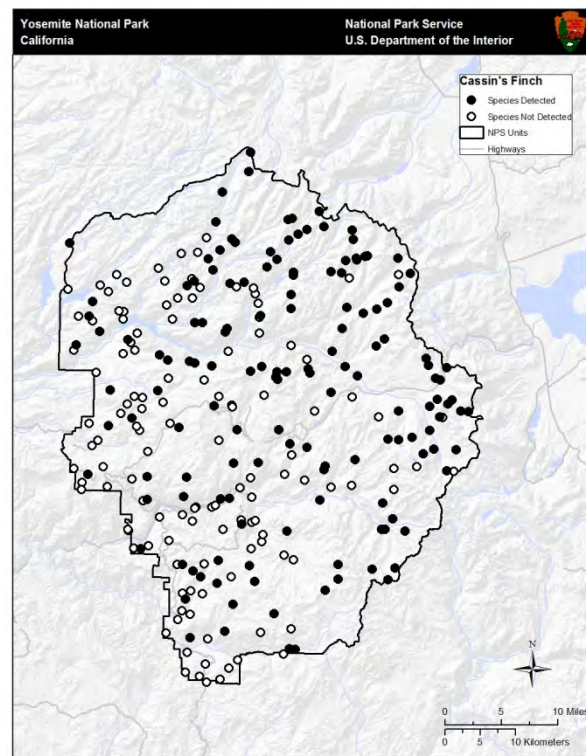 Yosemite National Park
California
National Park Service
U.S. Department of the Interior
Cassin's Finch
Species Detected
Species Not Detected
NPS Units
Highways
N
0 5 10 Miles
0 5 10 Kilometers